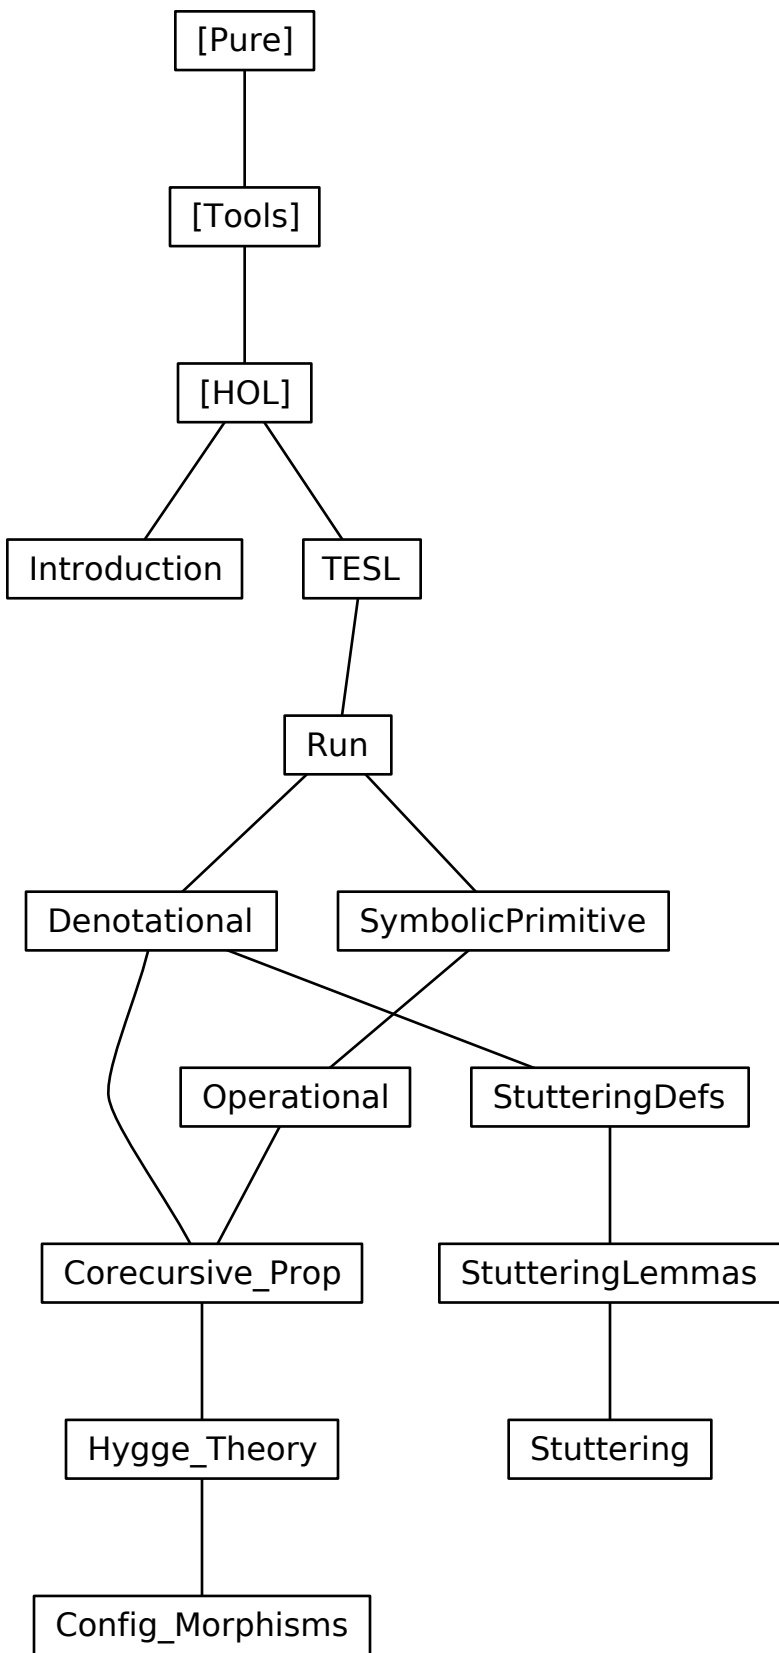 [Pure]
[Tools]
[HOL]
Introduction
TESL
Run
Denotational
SymbolicPrimitive
Operational
StutteringDefs
Corecursive_Prop
StutteringLemmas
Hygge_Theory
Stuttering
Config_Morphisms